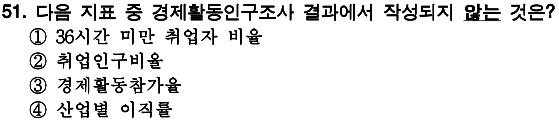 51. 다음 지표 중 경제활동인구조사 결과에서 작성되지 않는 것은?
① 36시간 미만 취업자 비율
② 취업인구비율
③ 경제활동참가율
④ 산업별 이직률